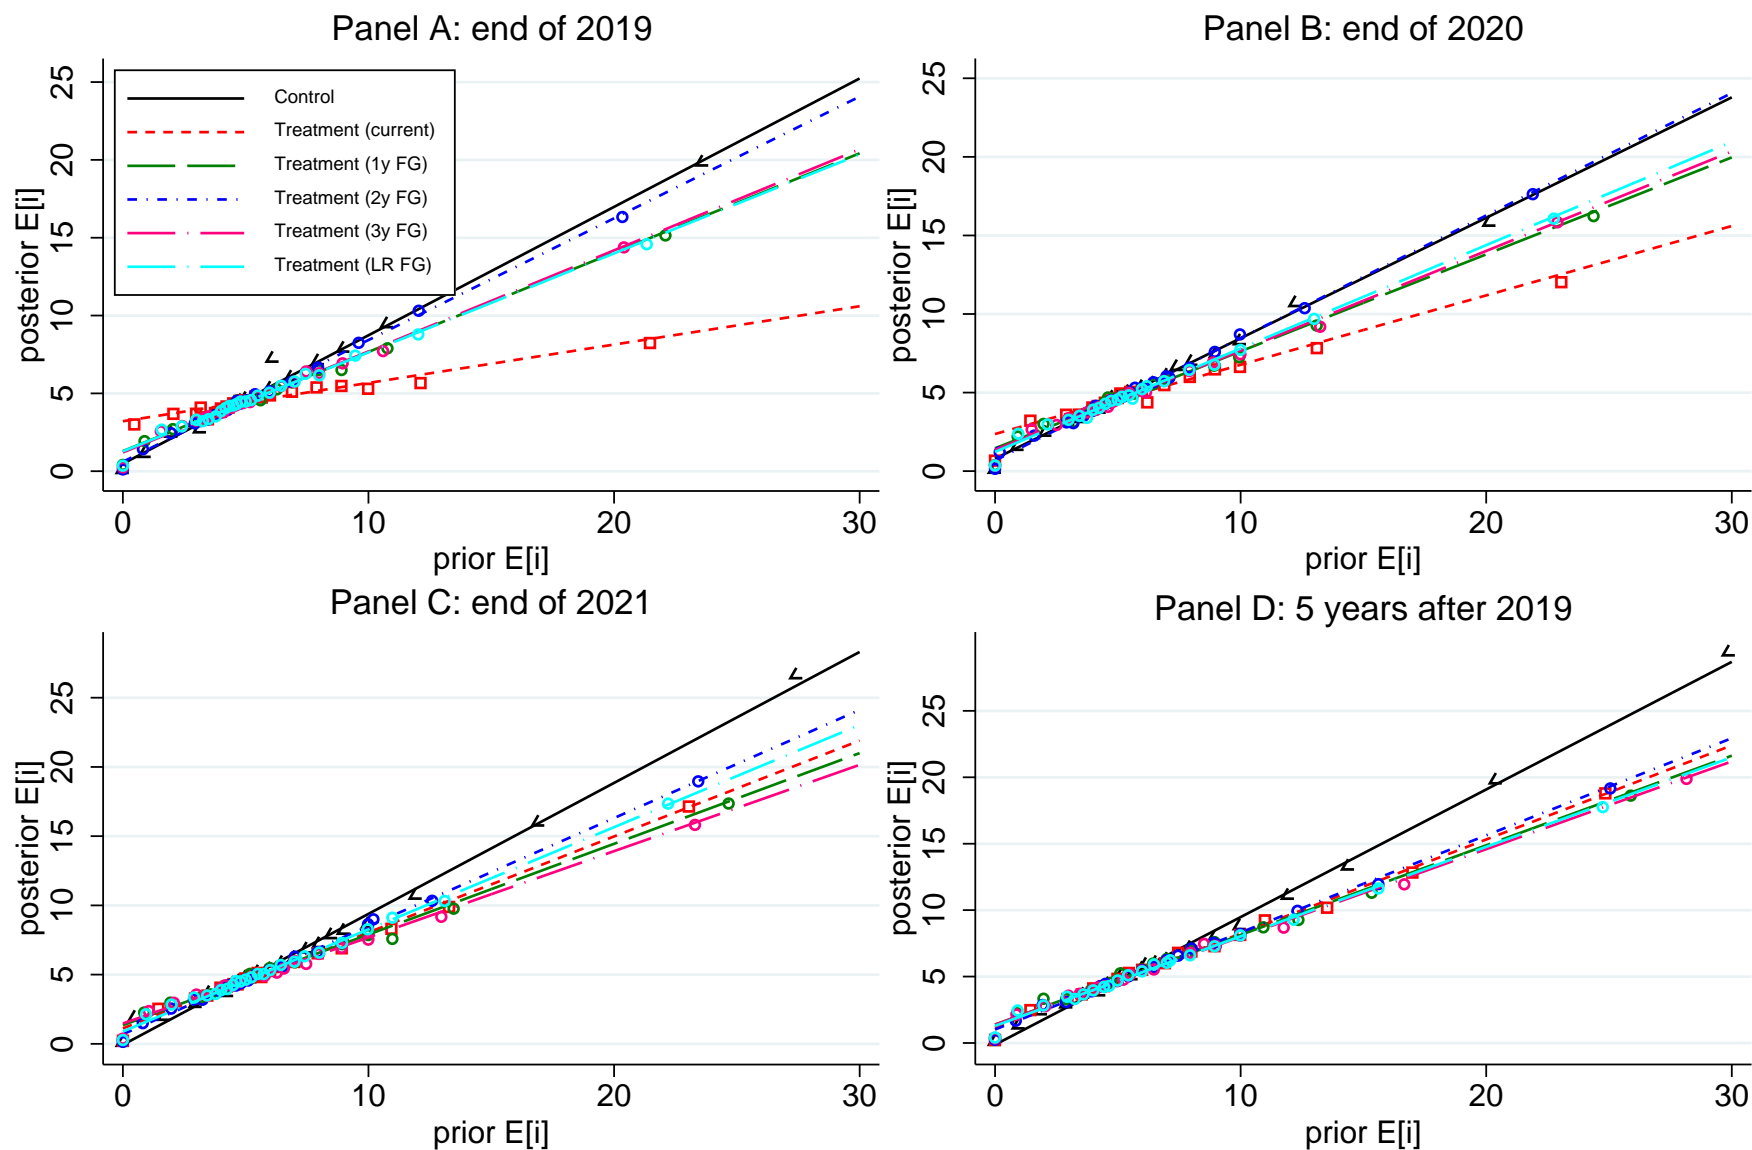 Panel A: end of 2019
posterior E[i]
25
20
15
10
5
0
Control
Treatment (current)
Treatment (1y FG)
Treatment (2y FG)
Treatment (3y FG)
Treatment (LR FG)
0 10 20 30
prior E[i]
Panel B: end of 2020
posterior E[i]
25
20
15
10
5
0
0 10 20 30
prior E[i]
Panel C: end of 2021
posterior E[i]
25
20
15
10
5
0
0 10 20 30
prior E[i]
Panel D: 5 years after 2019
posterior E[i]
25
20
15
10
5
0
0 10 20 30
prior E[i]